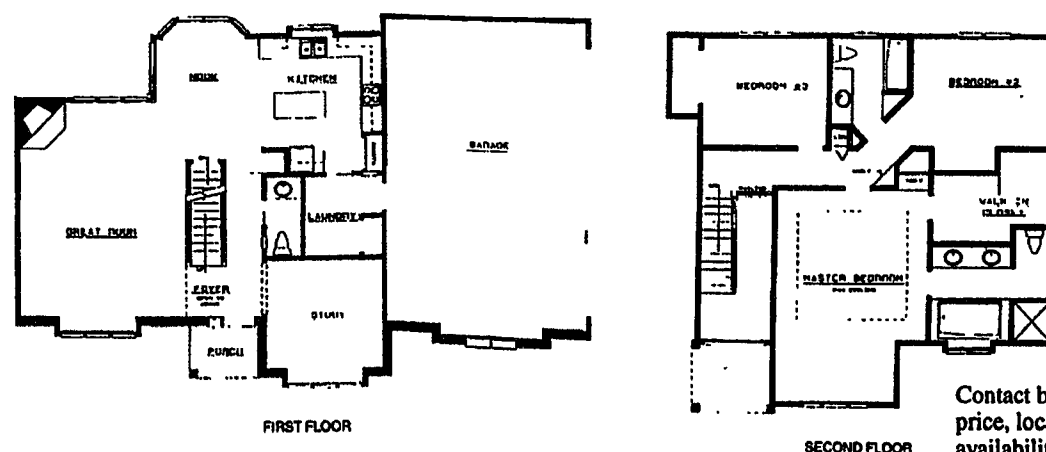 NOOK
KITCHEN
GARAGE
GREAT ROOM
LAUNDRY
FOYER
STUDY
PORCH
FIRST FLOOR
BEDROOM #3
BEDROOM #2
WALK IN
CLOSET
MASTER BEDROOM
SECOND FLOOR
Contact b
price, loc
availabilit